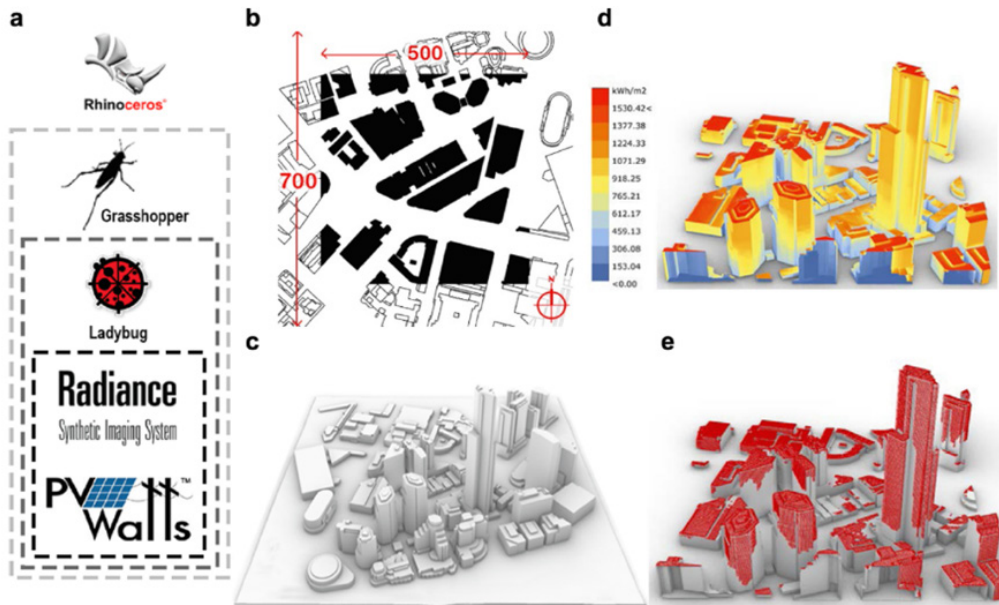 a
Rhinoceros®
Grasshopper
Ladybug
Radiance
Synthetic Imaging System
PV Watts™
b
500
700
N
c
kWh/m2
1530.42<
1377.38
1224.33
1071.29
918.25
765.21
612.17
459.13
306.08
153.04
<0.00
d
e